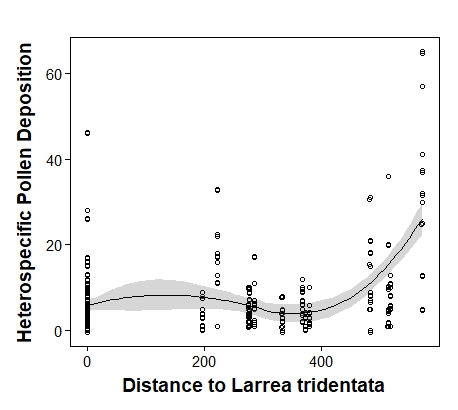 Heterospecific Pollen Deposition
60
40
20
0
0 200 400
Distance to Larrea tridentata